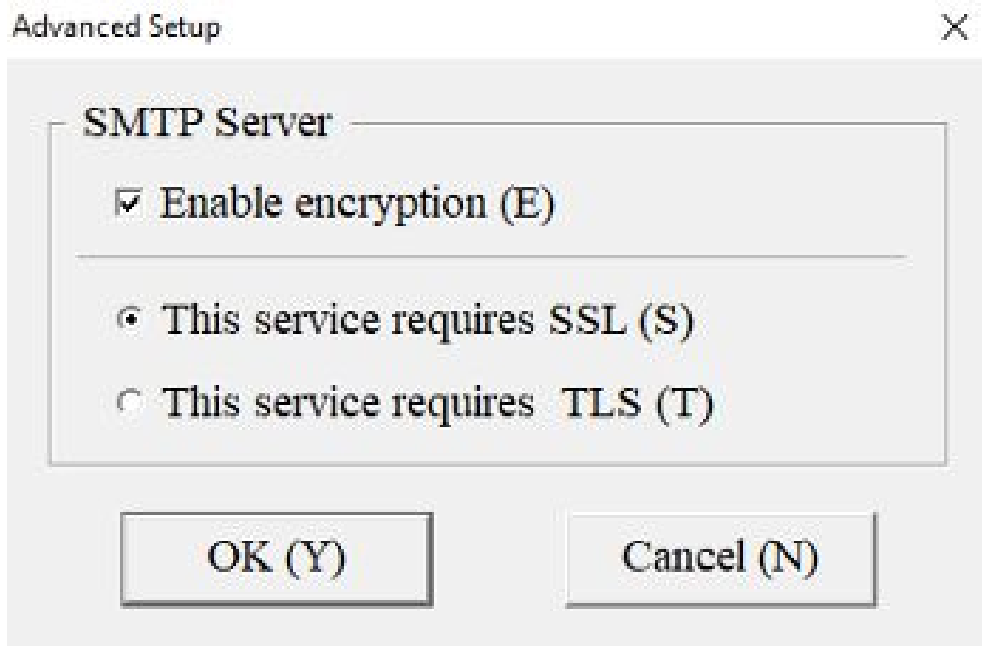 Advanced Setup
SMTP Server
Enable encryption (E)
This service requires SSL (S)
This service requires TLS (T)
OK (Y)
Cancel (N)